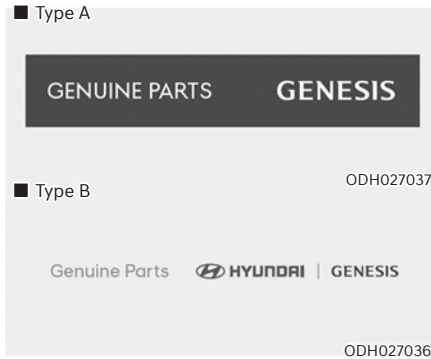 ■ Type A
GENUINE PARTS GENESIS
ODH027037
■ Type B
Genuine Parts HYUNDAI | GENESIS
ODH027036